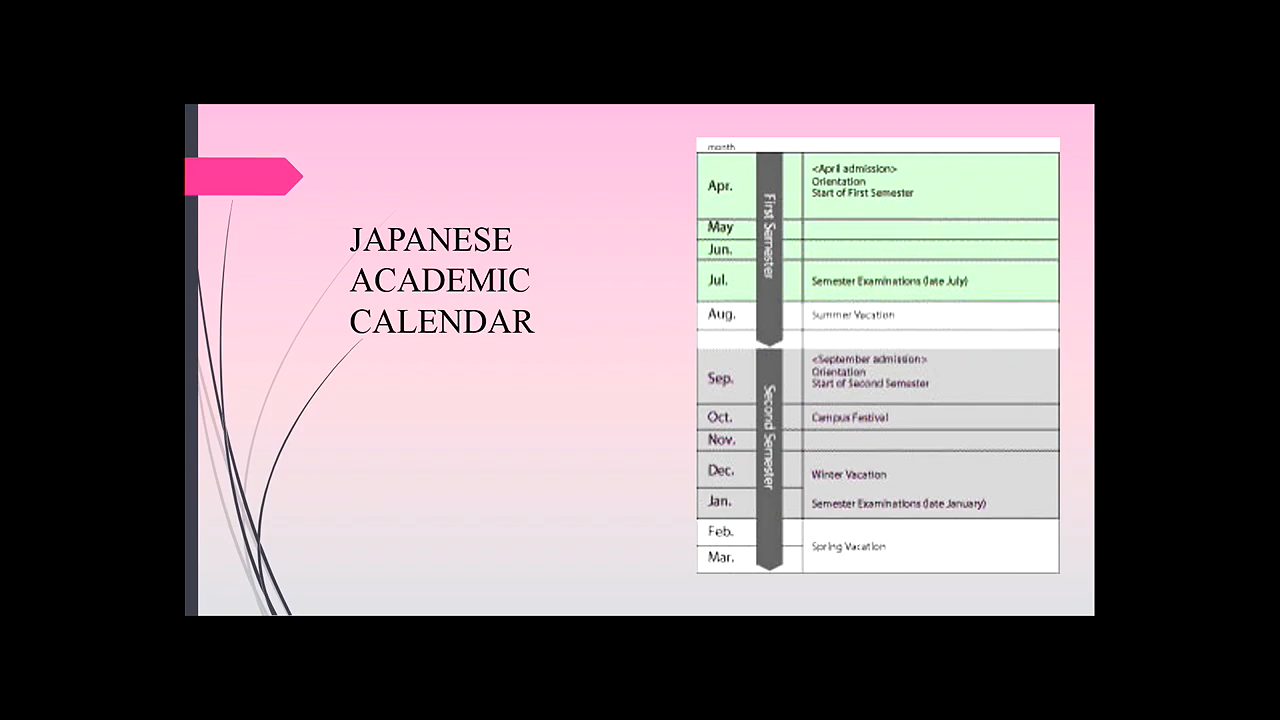 JAPANESE
ACADEMIC
CALENDAR
month
Apr.
<April admission>
Orientation
Start of First Semester
First Semester
May
Jun.
Jul.
Semester Examinations (late July)
Aug.
Summer Vacation
Sep.
<September admission>
Orientation
Start of Second Semester
Second Semester
Oct.
Campus Festival
Nov.
Dec.
Winter Vacation
Jan.
Semester Examinations (late January)
Feb.
Spring Vacation
Mar.